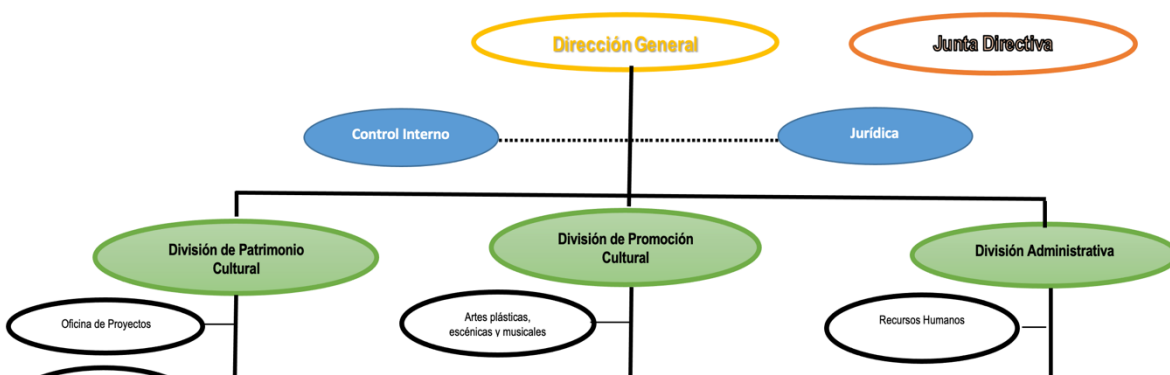 Dirección General
Junta Directiva
Control Interno
Jurídica
División de Patrimonio
Cultural
División de Promoción
Cultural
División Administrativa
Oficina de Proyectos
Artes plásticas,
escénicas y musicales
Recursos Humanos